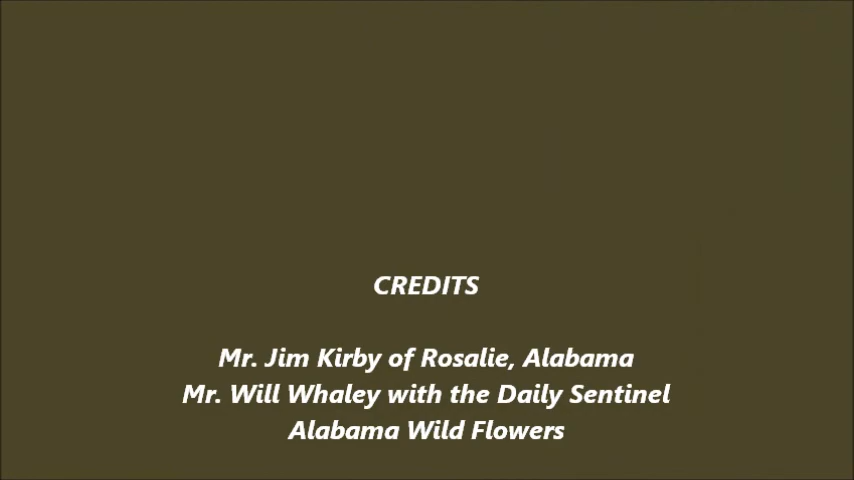 CREDITS
Mr. Jim Kirby of Rosalie, Alabama
Mr. Will Whaley with the Daily Sentinel
Alabama Wild Flowers